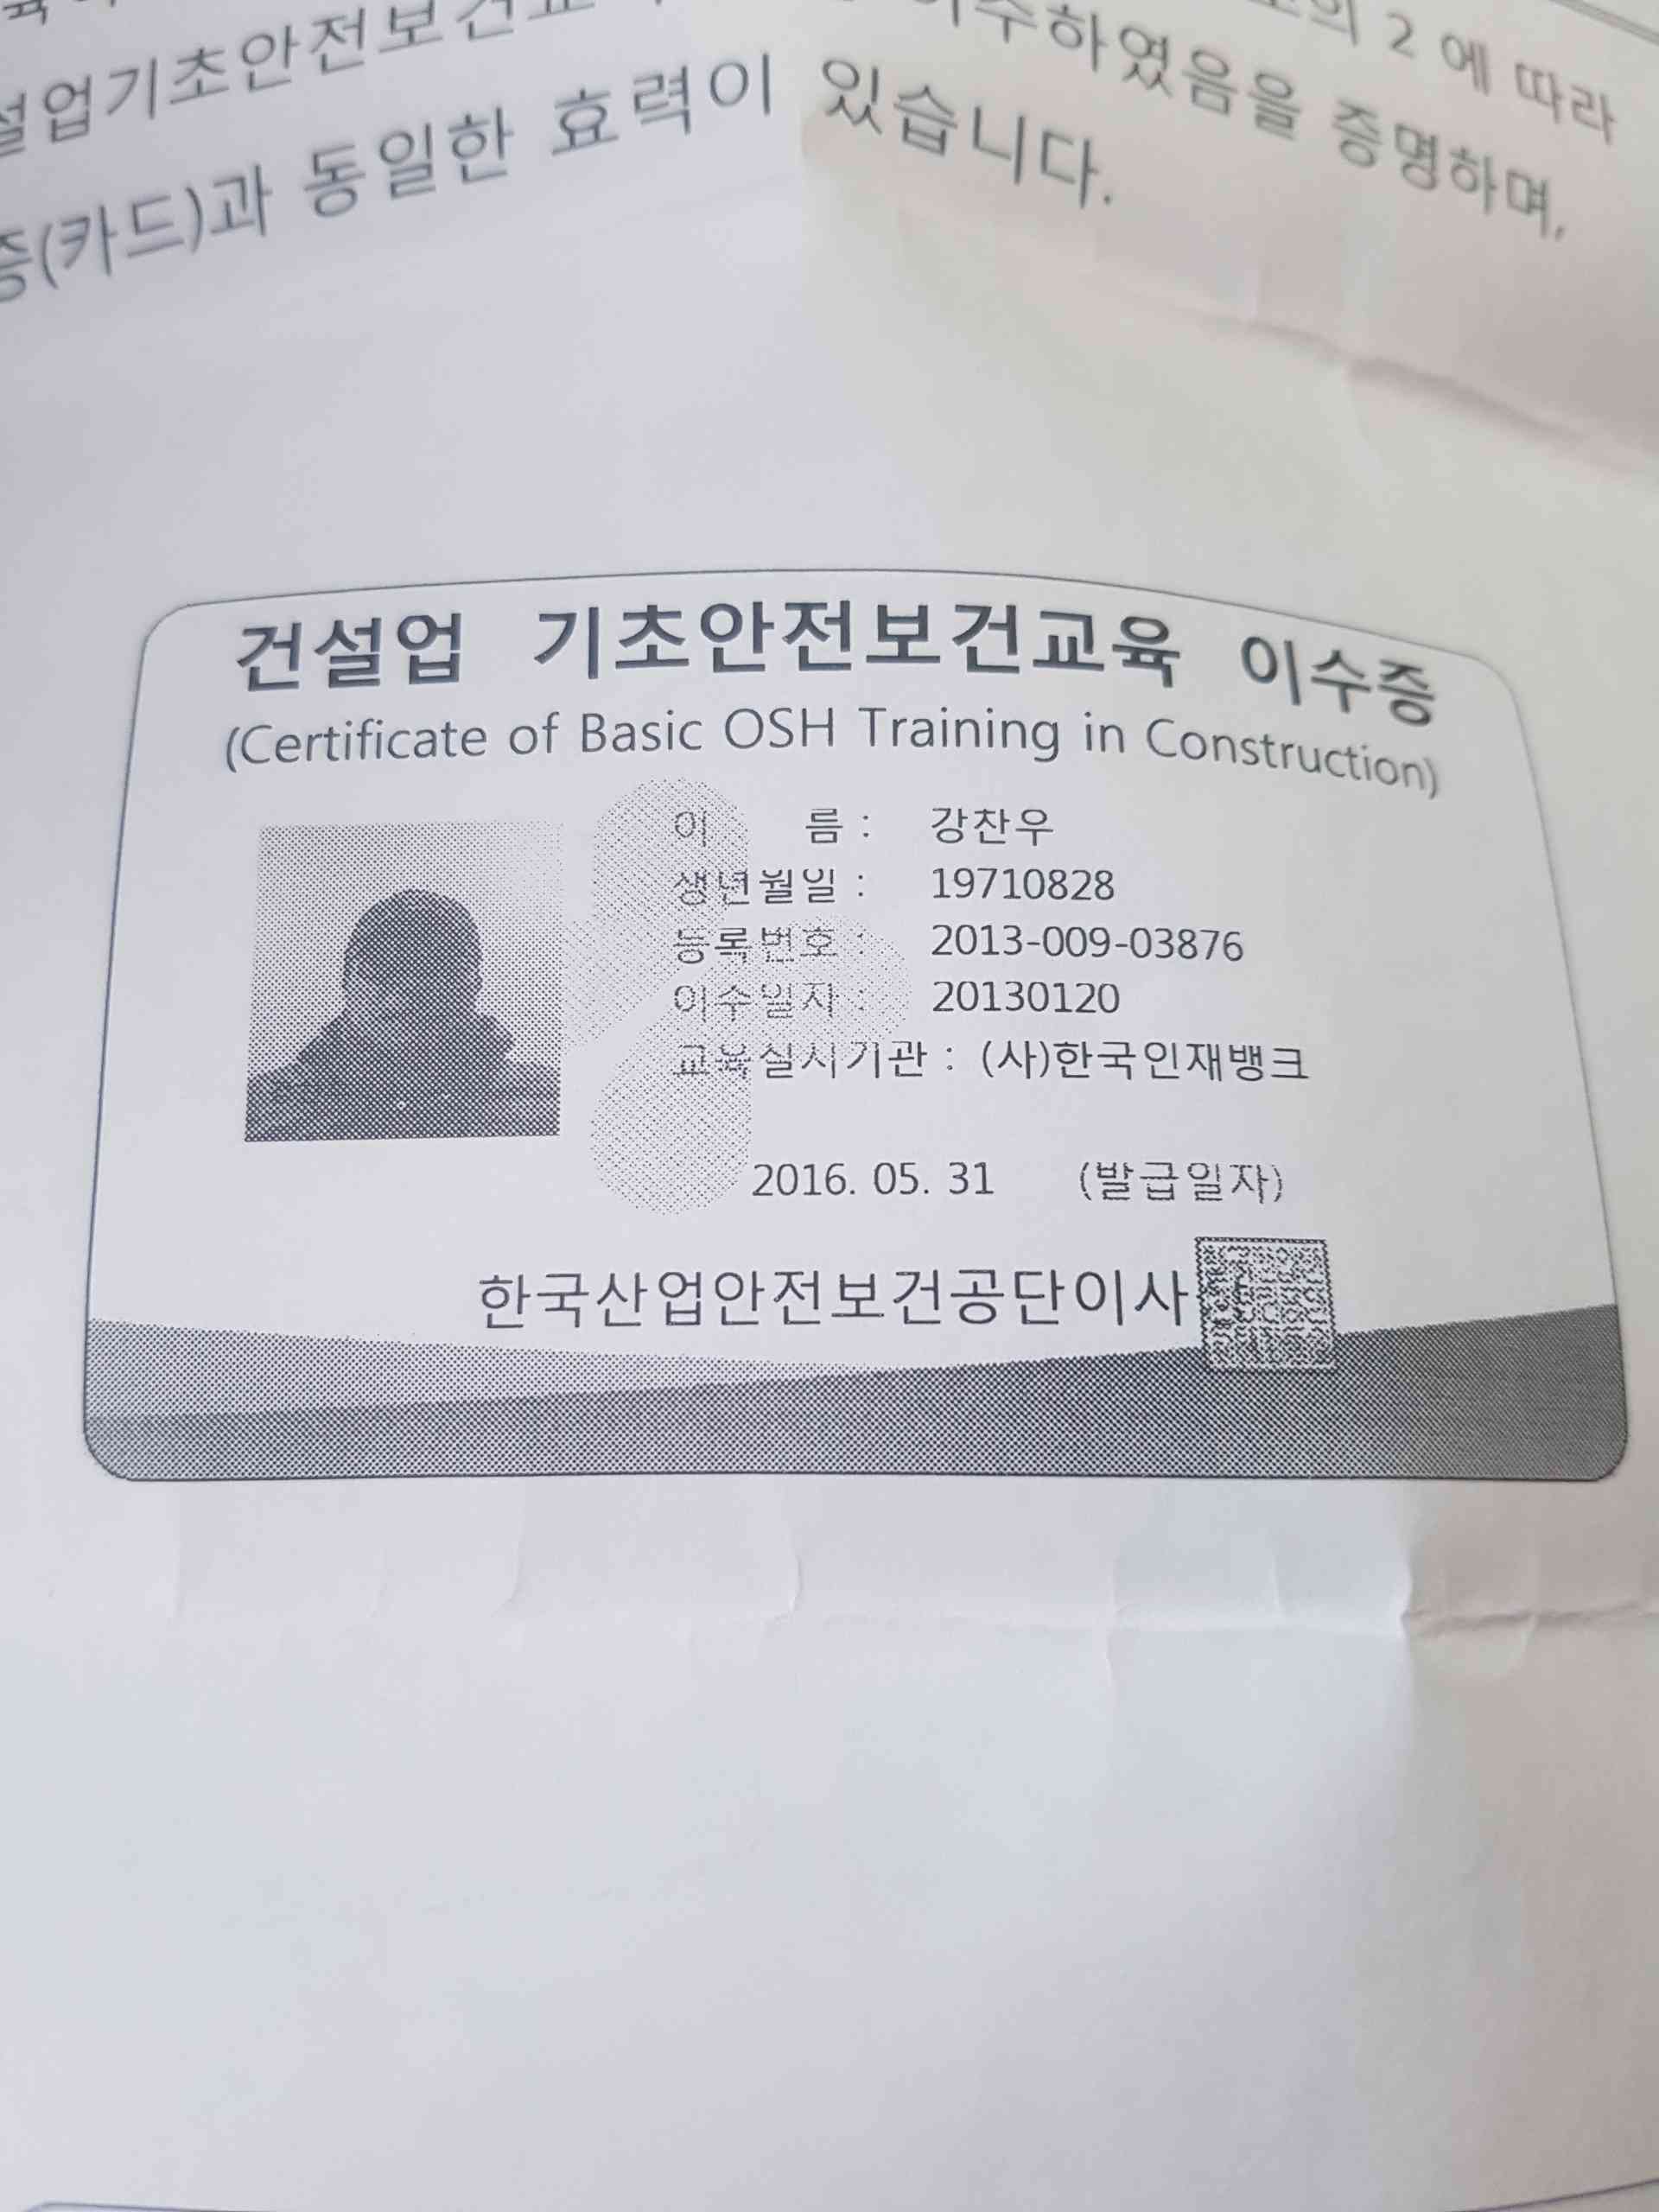 2 에 따라
설업기초안전보건교 수하였음을 증명하며,
증(카드)과 동일한 효력이 있습니다.
건설업 기초안전보건교육 이수증
(Certificate of Basic OSH Training in Construction)
이 름 : 강찬우
생년월일 : 19710828
등록번호 : 2013-009-03876
이수일자 : 20130120
교육실시기관 : (사)한국인재뱅크
2016. 05. 31 (발급일자)
한국산업안전보건공단이사장